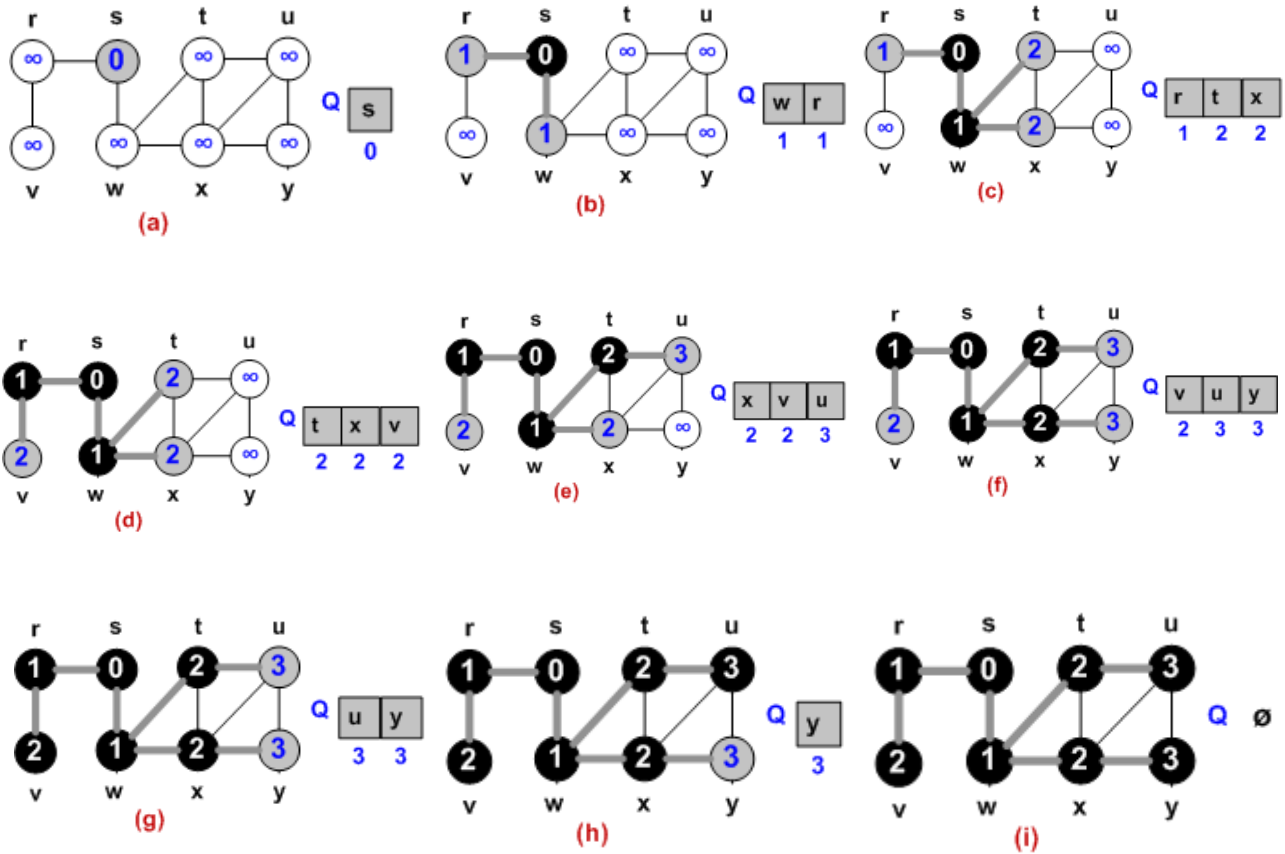 r s t u
∞ 0 ∞ ∞
Q s
0
∞ ∞ ∞ ∞
v w x y
(a)
r s t u
1 0 ∞ ∞
Q w r
1 1
∞ 1 ∞ ∞
v w x y
(b)
r s t u
1 0 2 ∞
Q r t x
1 2 2
∞ 1 2 ∞
v w x y
(c)
r s t u
1 0 2 ∞
Q t x v
2 2 2
2 1 2 ∞
v w x y
(d)
r s t u
1 0 2 3
Q x v u
2 2 3
2 1 2 ∞
v w x y
(e)
r s t u
1 0 2 3
Q v u y
2 3 3
2 1 2 3
v w x y
(f)
r s t u
1 0 2 3
Q u y
3 3
2 1 2 3
v w x y
(g)
r s t u
1 0 2 3
Q y
3
2 1 2 3
v w x y
(h)
r s t u
1 0 2 3
Q ø
2 1 2 3
v w x y
(i)